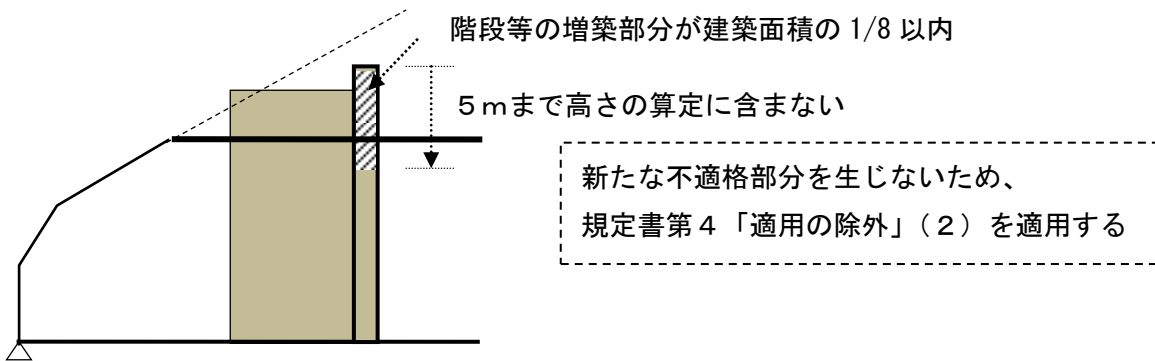 階段等の増築部分が建築面積の 1/8 以内
５ｍまで高さの算定に含まない
新たな不適格部分を生じないため、
規定書第４「適用の除外」（２）を適用する